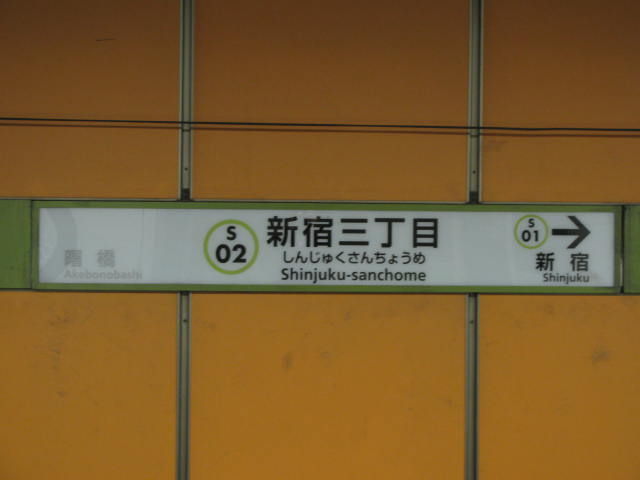 曙橋
Akebonobashi
S
02
新宿三丁目
しんじゅくさんちょうめ
Shinjuku-sanchome
S
01
→
新宿
Shinjuku